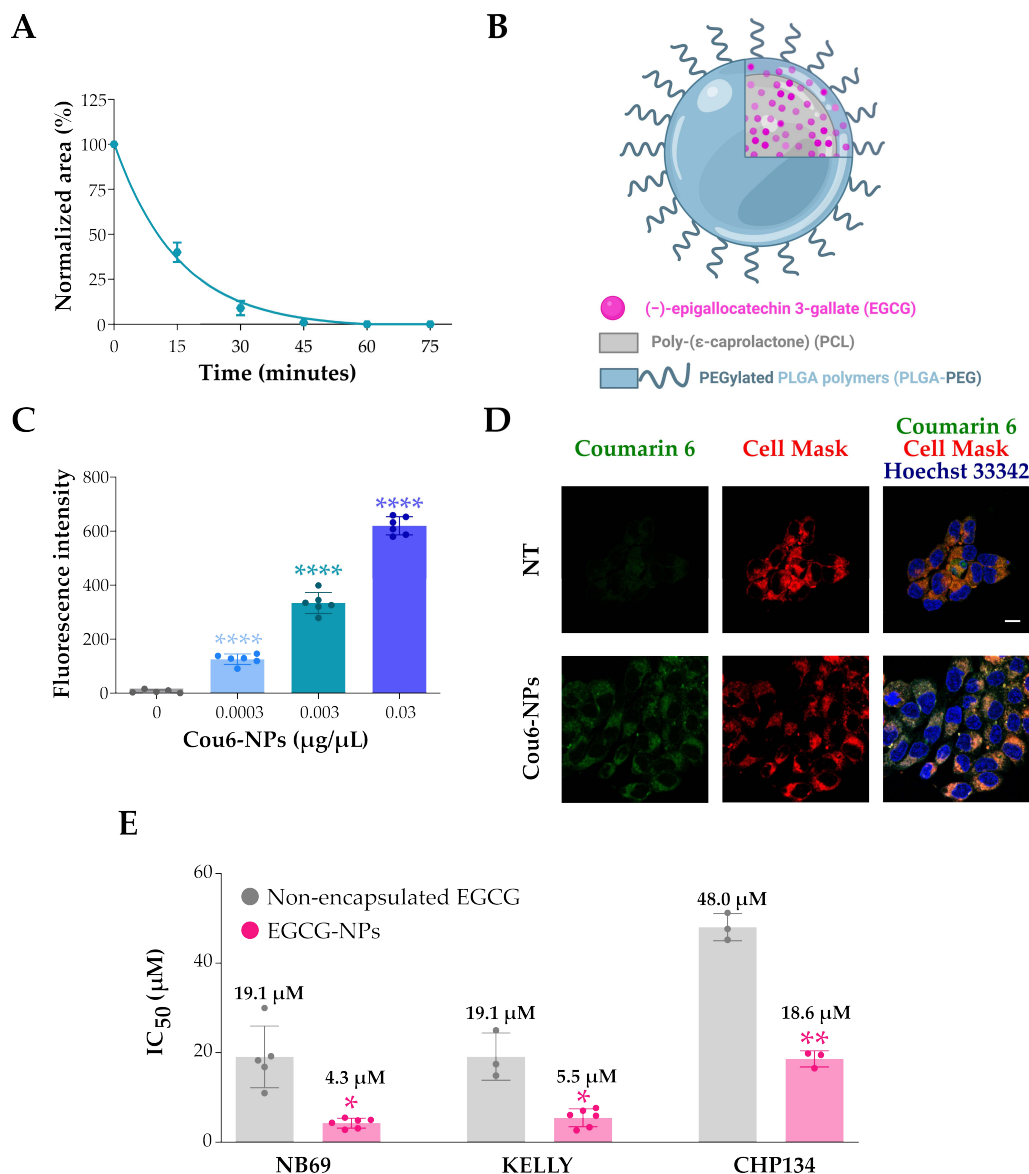 A
B
Normalized area (%)
125
100
75
50
25
0
0 15 30 45 60 75
Time (minutes)
(−)-epigallocatechin 3-gallate (EGCG)
Poly-(ε-caprolactone) (PCL)
PEGylated PLGA polymers (PLGA-PEG)
C
Fluorescence intensity
800
600
400
200
0
****
****
****
0 0.0003 0.003 0.03
Cou6-NPs (µg/µL)
D
Coumarin 6
Cell Mask
Coumarin 6
Cell Mask
Hoechst 33342
NT
Cou6-NPs
E
IC50 (µM)
60
40
20
0
Non-encapsulated EGCG
EGCG-NPs
19.1 µM
4.3 µM
*
19.1 µM
5.5 µM
*
48.0 µM
18.6 µM
**
NB69 KELLY CHP134